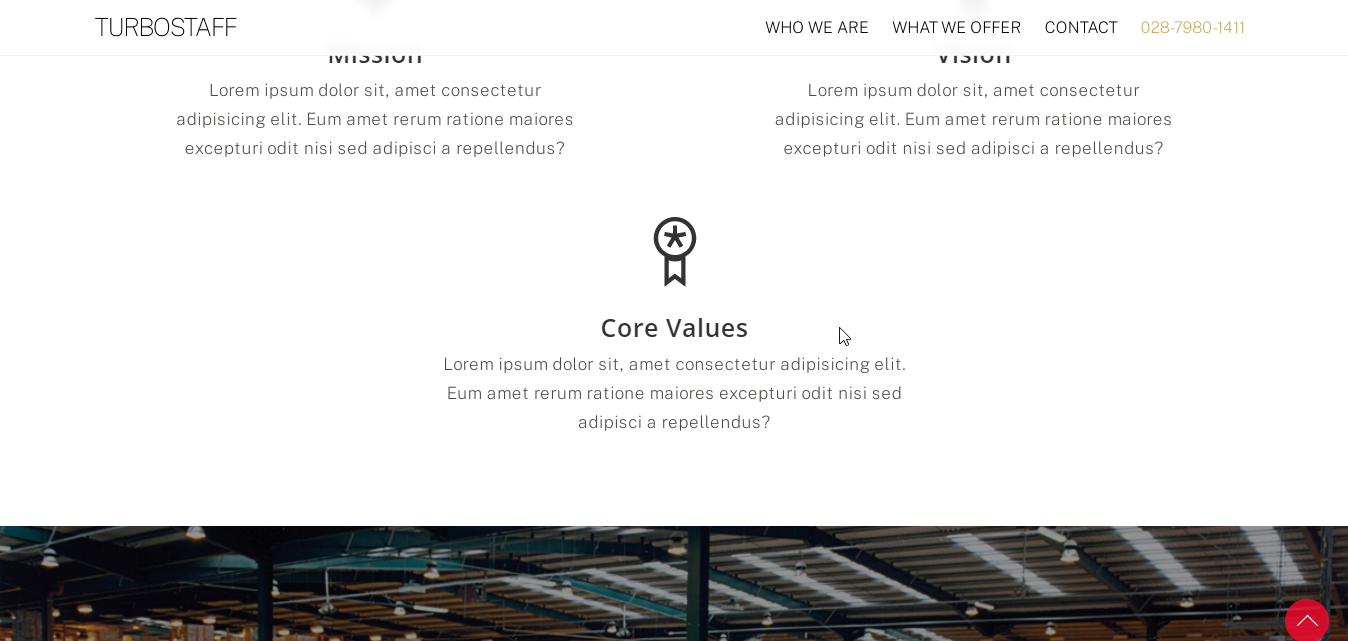 TURBOSTAFF
WHO WE ARE WHAT WE OFFER CONTACT 028-7980-1411
Mission
Lorem ipsum dolor sit, amet consectetur
adipisicing elit. Eum amet rerum ratione maiores
excepturi odit nisi sed adipisci a repellendus?
Vision
Lorem ipsum dolor sit, amet consectetur
adipisicing elit. Eum amet rerum ratione maiores
excepturi odit nisi sed adipisci a repellendus?
Core Values
Lorem ipsum dolor sit, amet consectetur adipisicing elit.
Eum amet rerum ratione maiores excepturi odit nisi sed
adipisci a repellendus?